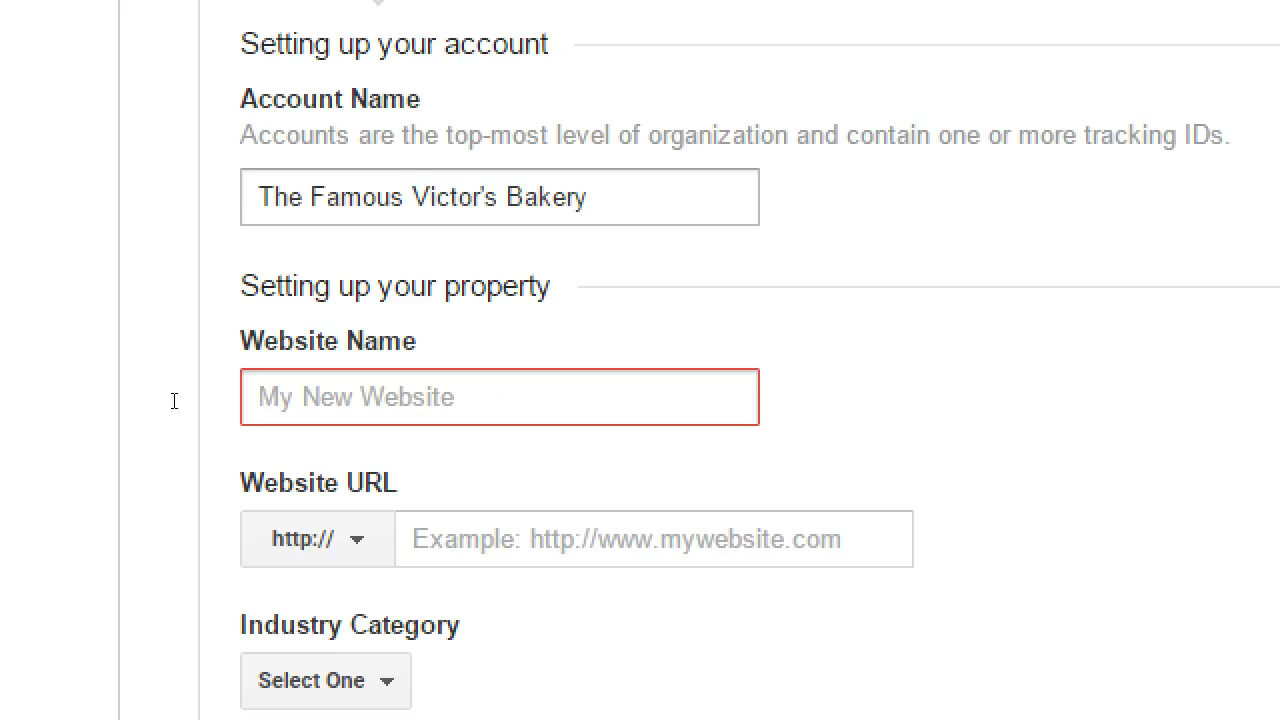 Setting up your account
Account Name
Accounts are the top-most level of organization and contain one or more tracking IDs.
The Famous Victor's Bakery
Setting up your property
Website Name
My New Website
Website URL
http:// Example: http://www.mywebsite.com
Industry Category
Select One